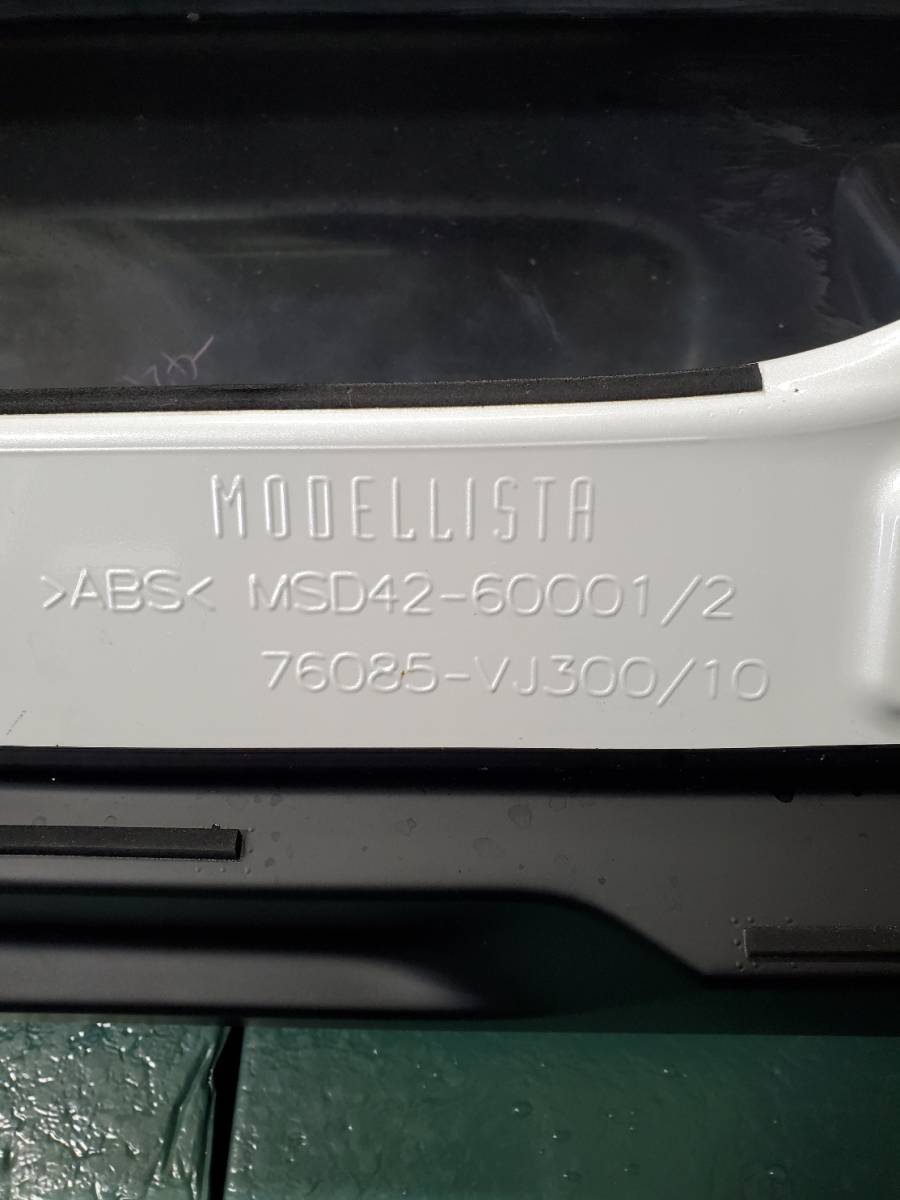 MODELLISTA
>ABS< MSD42-60001/2
76085-VJ300/10